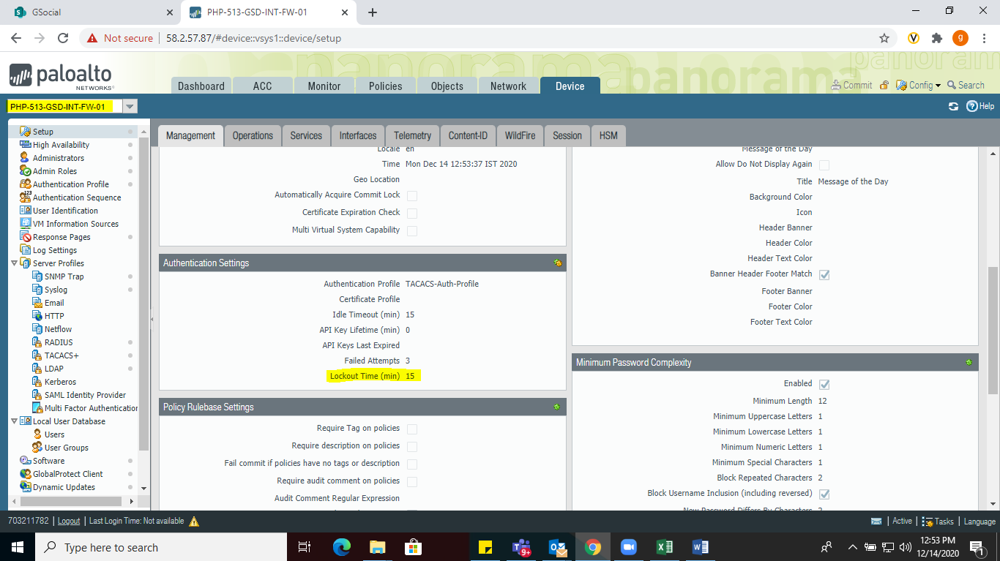 GSocial
PHP-513-GSD-INT-FW-01
Not secure
58.2.57.87/#device::vsys1::device/setup
g
panorama
panorama
panorama
paloalto
NETWORKS®
Dashboard
ACC
Monitor
Policies
Objects
Network
Device
Commit
Config
Search
PHP-513-GSD-INT-FW-01
Help
Setup
High Availability
Administrators
Admin Roles
Authentication Profile
Authentication Sequence
User Identification
VM Information Sources
Response Pages
Log Settings
Server Profiles
SNMP Trap
Syslog
Email
HTTP
Netflow
RADIUS
TACACS+
LDAP
Kerberos
SAML Identity Provider
Multi Factor Authentication
Local User Database
Users
User Groups
Software
GlobalProtect Client
Dynamic Updates
Management
Operations
Services
Interfaces
Telemetry
Content-ID
WildFire
Session
HSM
Locale en
Time Mon Dec 14 12:53:37 IST 2020
Geo Location
Automatically Acquire Commit Lock
Certificate Expiration Check
Multi Virtual System Capability
Authentication Settings
Authentication Profile TACACS-Auth-Profile
Certificate Profile
Idle Timeout (min) 15
API Key Lifetime (min) 0
API Keys Last Expired
Failed Attempts 3
Lockout Time (min) 15
Policy Rulebase Settings
Require Tag on policies
Require description on policies
Fail commit if policies have no tags or description
Require audit comment on policies
Audit Comment Regular Expression
Message of the Day
Allow Do Not Display Again
Title Message of the Day
Background Color
Icon
Header Banner
Header Color
Header Text Color
Banner Header Footer Match
Footer Banner
Footer Color
Footer Text Color
Minimum Password Complexity
Enabled
Minimum Length 12
Minimum Uppercase Letters 1
Minimum Lowercase Letters 1
Minimum Numeric Letters 1
Minimum Special Characters 1
Block Repeated Characters 2
Block Username Inclusion (including reversed)
New Password Differs By Characters 2
703211782 | Logout | Last Login Time: Not available
Active | Tasks | Language
Type here to search
9+
12:53 PM
12/14/2020
1